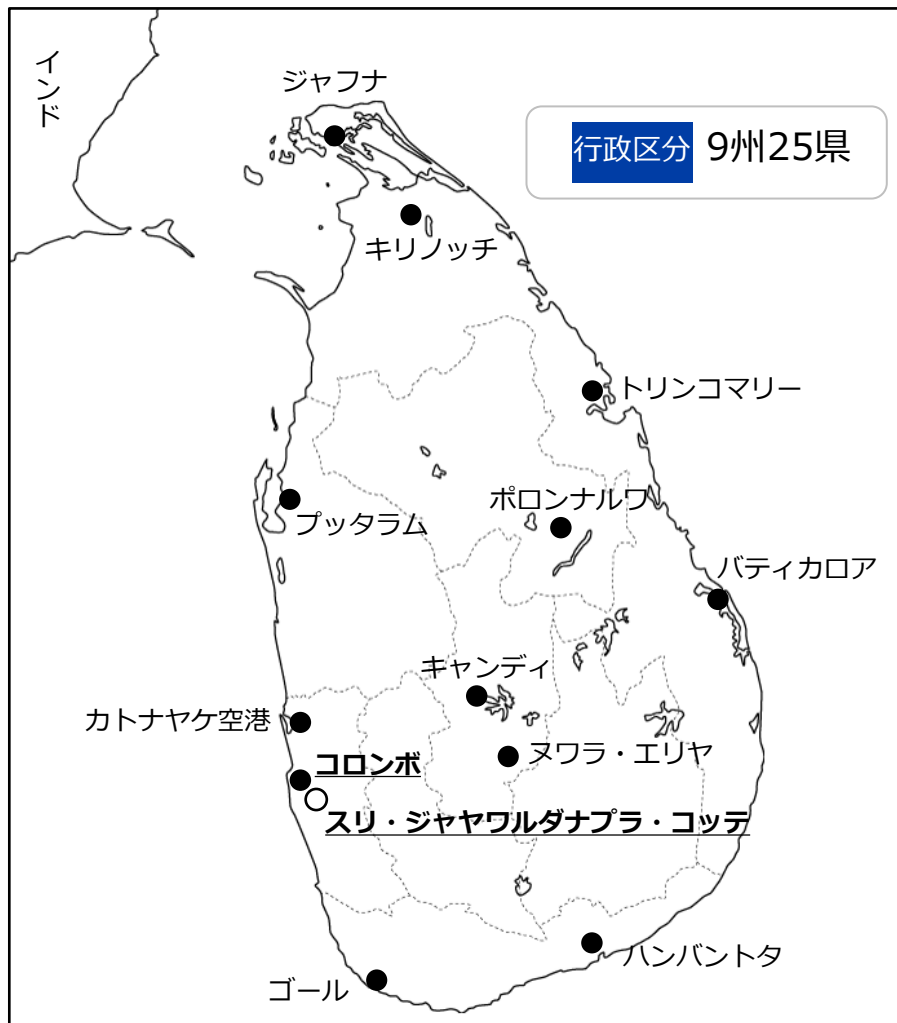 インド
ジャフナ
行政区分 9州25県
キリノッチ
トリンコマリー
ポロンナルワ
プッタラム
バティカロア
キャンディ
カトナヤケ空港
ヌワラ・エリヤ
コロンボ
スリ・ジャヤワルダナプラ・コッテ
ハンバントタ
ゴール